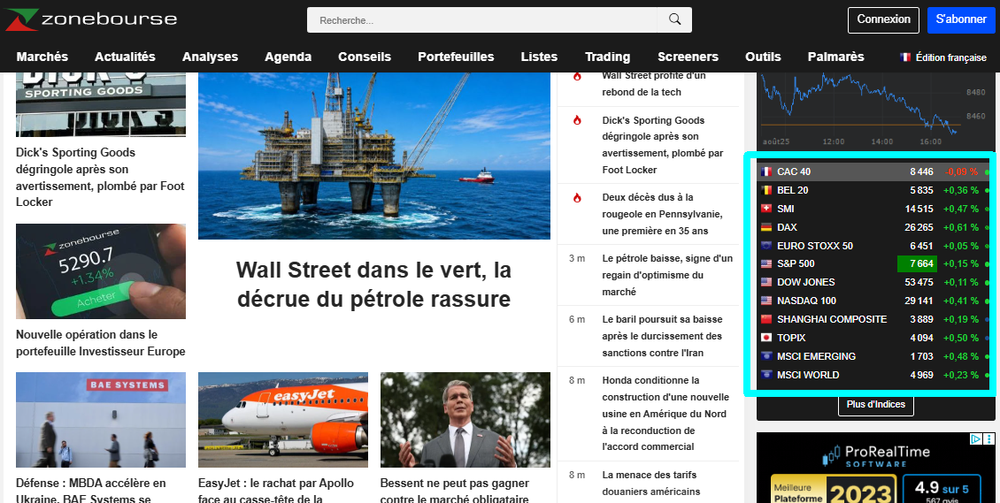 zonebourse
Recherche...
Connexion
S'abonner
Marchés
Actualités
Analyses
Agenda
Conseils
Portefeuilles
Listes
Trading
Screeners
Outils
Palmarès
Édition française
DICK'S
SPORTING GOODS
Dick's Sporting Goods
dégringole après son
avertissement, plombé par Foot
Locker
zonebourse
5290.7
+1.34%
Acheter
Nouvelle opération dans le
portefeuille Investisseur Europe
BAE SYSTEMS
Défense : MBDA accélère en
Ukraine, BAE Systems se
Wall Street dans le vert, la
décrue du pétrole rassure
easyJet
EasyJet : le rachat par Apollo
face au casse-tête de la
Bessent ne peut pas gagner
contre le marché obligataire
Wall Street profite d'un
rebond de la tech
Dick's Sporting Goods
dégringole après son
avertissement, plombé par
Foot Locker
Deux décès dus à la
rougeole en Pennsylvanie,
une première en 35 ans
3 m Le pétrole baisse, signe d'un
regain d'optimisme du
marché
6 m Le baril poursuit sa baisse
après le durcissement des
sanctions contre l'Iran
8 m Honda conditionne la
construction d'une nouvelle
usine en Amérique du Nord
à la reconduction de
l'accord commercial
8 m La menace des tarifs
douaniers américains
8480
8460
août25 12:00 14:00 16:00
CAC 40 8 446 -0,09 %
BEL 20 5 835 +0,36 %
SMI 14 515 +0,47 %
DAX 26 265 +0,61 %
EURO STOXX 50 6 451 +0,05 %
S&P 500 7 664 +0,15 %
DOW JONES 53 475 +0,11 %
NASDAQ 100 29 141 +0,41 %
SHANGHAI COMPOSITE 3 889 +0,19 %
TOPIX 4 094 +0,50 %
MSCI EMERGING 1 703 +0,48 %
MSCI WORLD 4 969 +0,23 %
Plus d'Indices
ProRealTime
SOFTWARE
Meilleure
Plateforme
2023
4.9 sur 5
567 avis